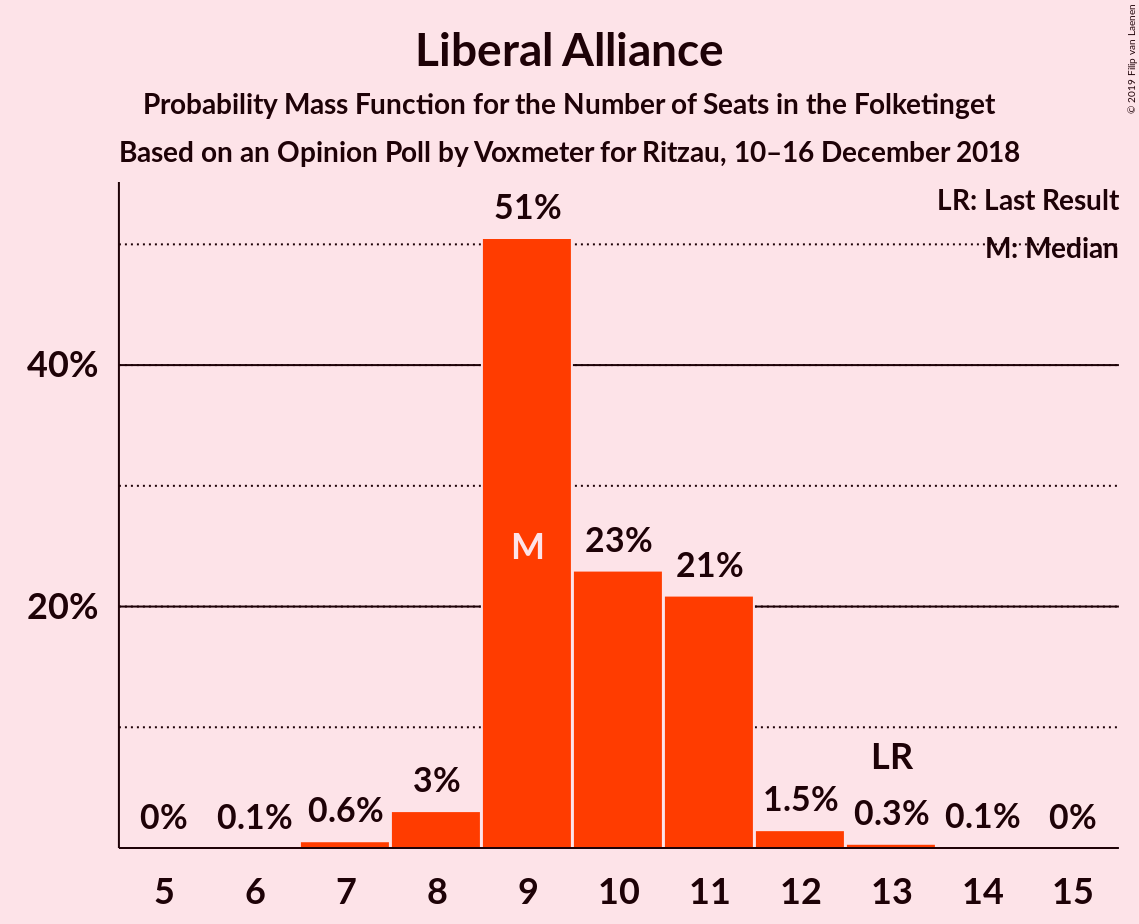 Liberal Alliance
Probability Mass Function for the Number of Seats in the Folketinget
Based on an Opinion Poll by Voxmeter for Ritzau, 10–16 December 2018
© 2019 Filip van Laenen
LR: Last Result
M: Median
51%
40%
M
23%
21%
20%
LR
3%
1.5%
0%
0.1%
0.6%
0.3%
0.1%
0%
5 6 7 8 9 10 11 12 13 14 15